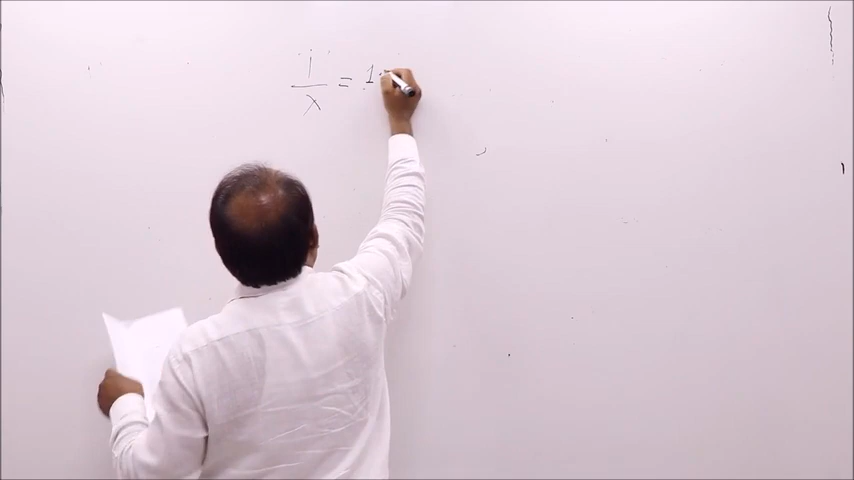 1/x = 1